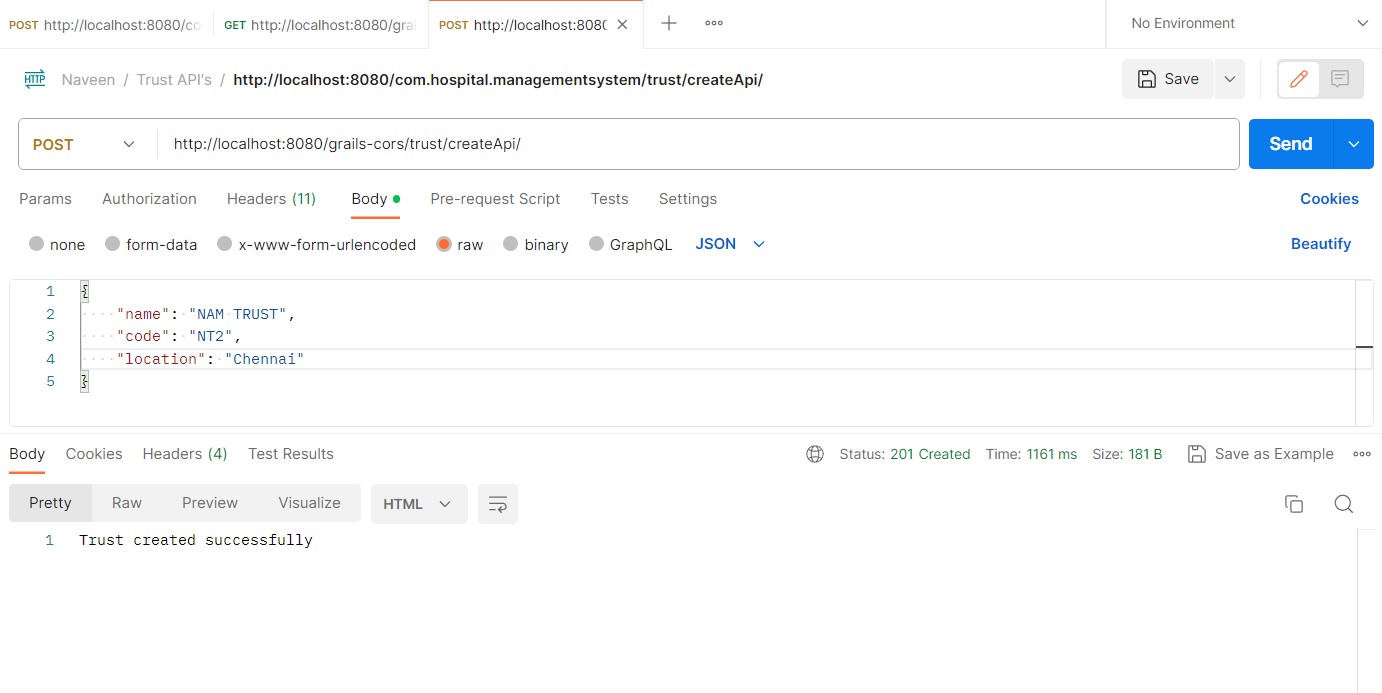 POST http://localhost:8080/co GET http://localhost:8080/grai POST http://localhost:8080 No Environment
HTTP Naveen / Trust API's / http://localhost:8080/com.hospital.managementsystem/trust/createApi/ Save
POST http://localhost:8080/grails-cors/trust/createApi/ Send
Params Authorization Headers (11) Body Pre-request Script Tests Settings Cookies
none form-data x-www-form-urlencoded raw binary GraphQL JSON Beautify
1 {
2 "name": "NAM TRUST",
3 "code": "NT2",
4 "location": "Chennai"
5 }
Body Cookies Headers (4) Test Results Status: 201 Created Time: 1161 ms Size: 181 B Save as Example
Pretty Raw Preview Visualize HTML
1 Trust created successfully